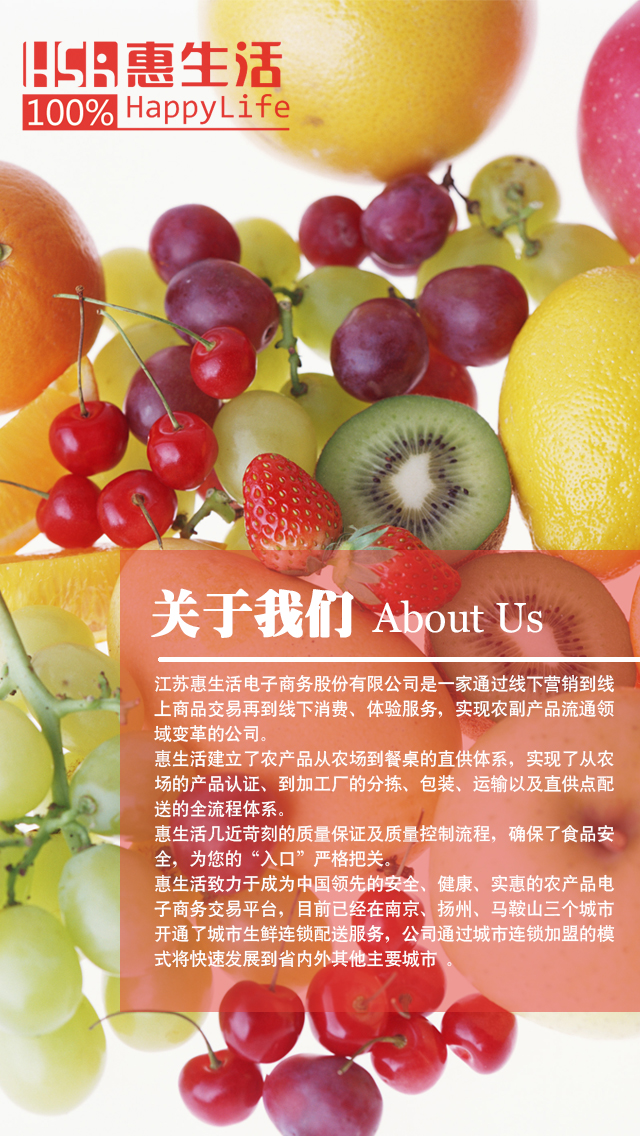 HSH惠生活
100% HappyLife
关于我们 About Us
江苏惠生活电子商务股份有限公司是一家通过线下营销到线
上商品交易再到线下消费、体验服务，实现农副产品流通领
域变革的公司。
惠生活建立了农产品从农场到餐桌的直供体系，实现了从农
场的产品认证、到加工厂的分拣、包装、运输以及直供点配
送的全流程体系。
惠生活几近苛刻的质量保证及质量控制流程，确保了食品安
全，为您的“入口”严格把关。
惠生活致力于成为中国领先的安全、健康、实惠的农产品电
子商务交易平台，目前已经在南京、扬州、马鞍山三个城市
开通了城市生鲜连锁配送服务，公司通过城市连锁加盟的模
式将快速发展到省内外其他主要城市 。